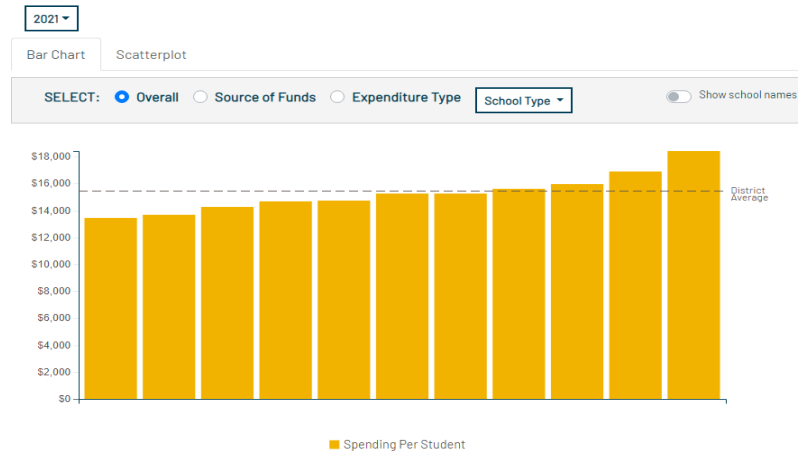 2021
Bar Chart Scatterplot
SELECT: Overall Source of Funds Expenditure Type School Type Show school names
$18,000
$16,000
$14,000
$12,000
$10,000
$8,000
$6,000
$4,000
$2,000
$0
District
Average
Spending Per Student